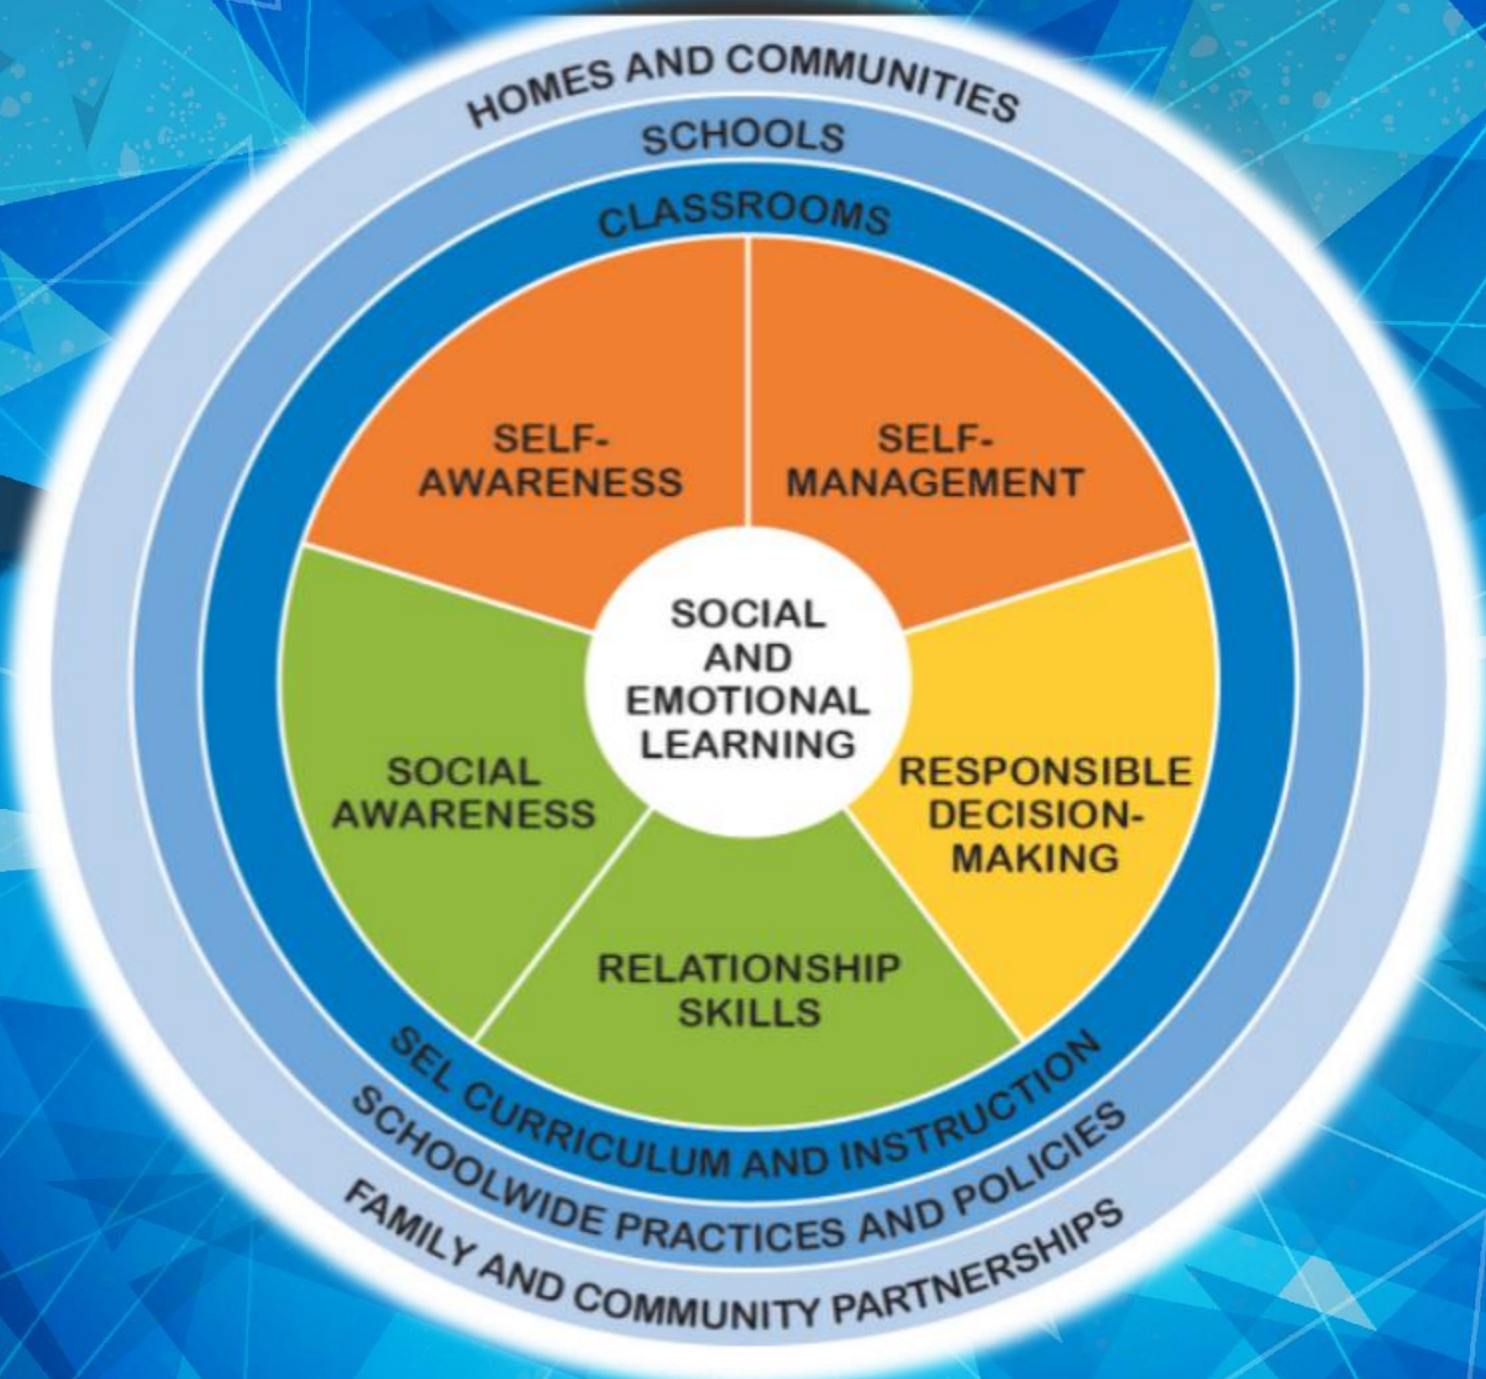 HOMES AND COMMUNITIES
SCHOOLS
CLASSROOMS
SELF-
AWARENESS
SELF-
MANAGEMENT
SOCIAL
AND
EMOTIONAL
LEARNING
SOCIAL
AWARENESS
RESPONSIBLE
DECISION-
MAKING
RELATIONSHIP
SKILLS
SEL CURRICULUM AND INSTRUCTION
SCHOOLWIDE PRACTICES AND POLICIES
FAMILY AND COMMUNITY PARTNERSHIPS